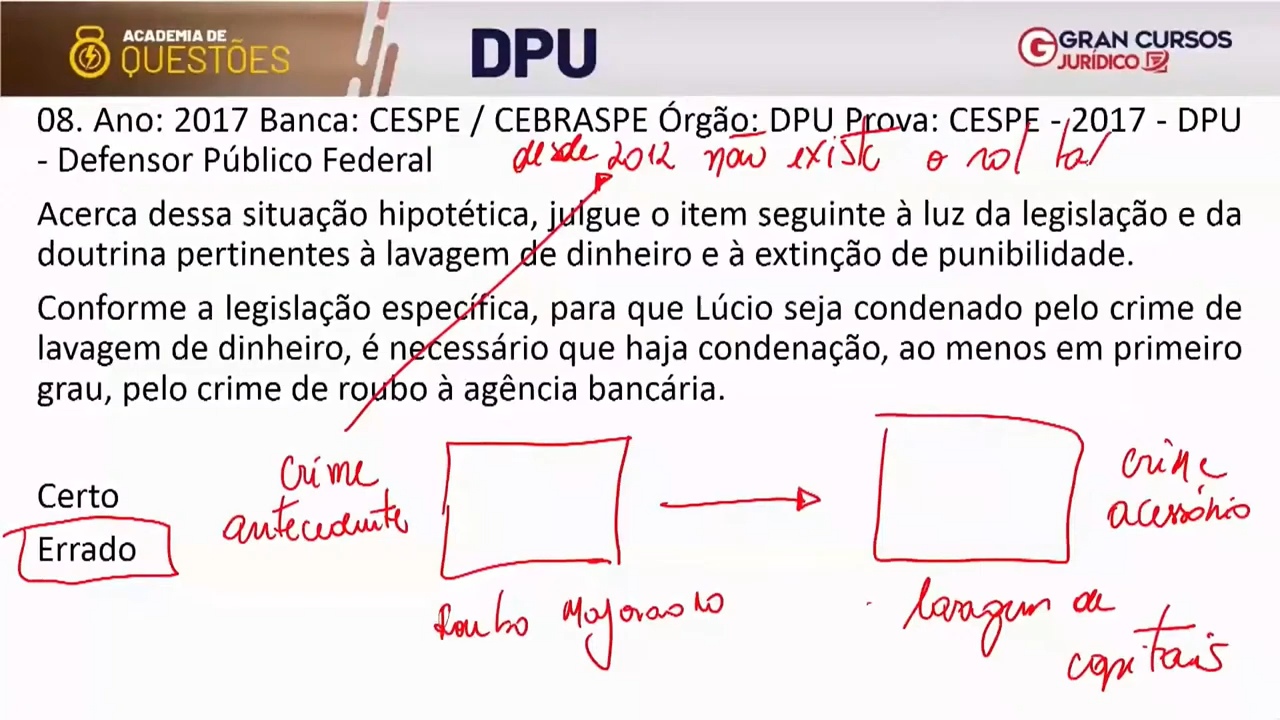 ACADEMIA DE
QUESTÕES
DPU
GRAN CURSOS
JURÍDICO
08. Ano: 2017 Banca: CESPE / CEBRASPE Órgão: DPU Prova: CESPE - 2017 - DPU
- Defensor Público Federal
desde 2012 não existe o rol tax
Acerca dessa situação hipotética, julgue o item seguinte à luz da legislação e da
doutrina pertinentes à lavagem de dinheiro e à extinção de punibilidade.
Conforme a legislação específica, para que Lúcio seja condenado pelo crime de
lavagem de dinheiro, é necessário que haja condenação, ao menos em primeiro
grau, pelo crime de roubo à agência bancária.
Certo
Errado
crime
antecedente
Roubo Majorado
crime
acessório
lavagem de
capitais